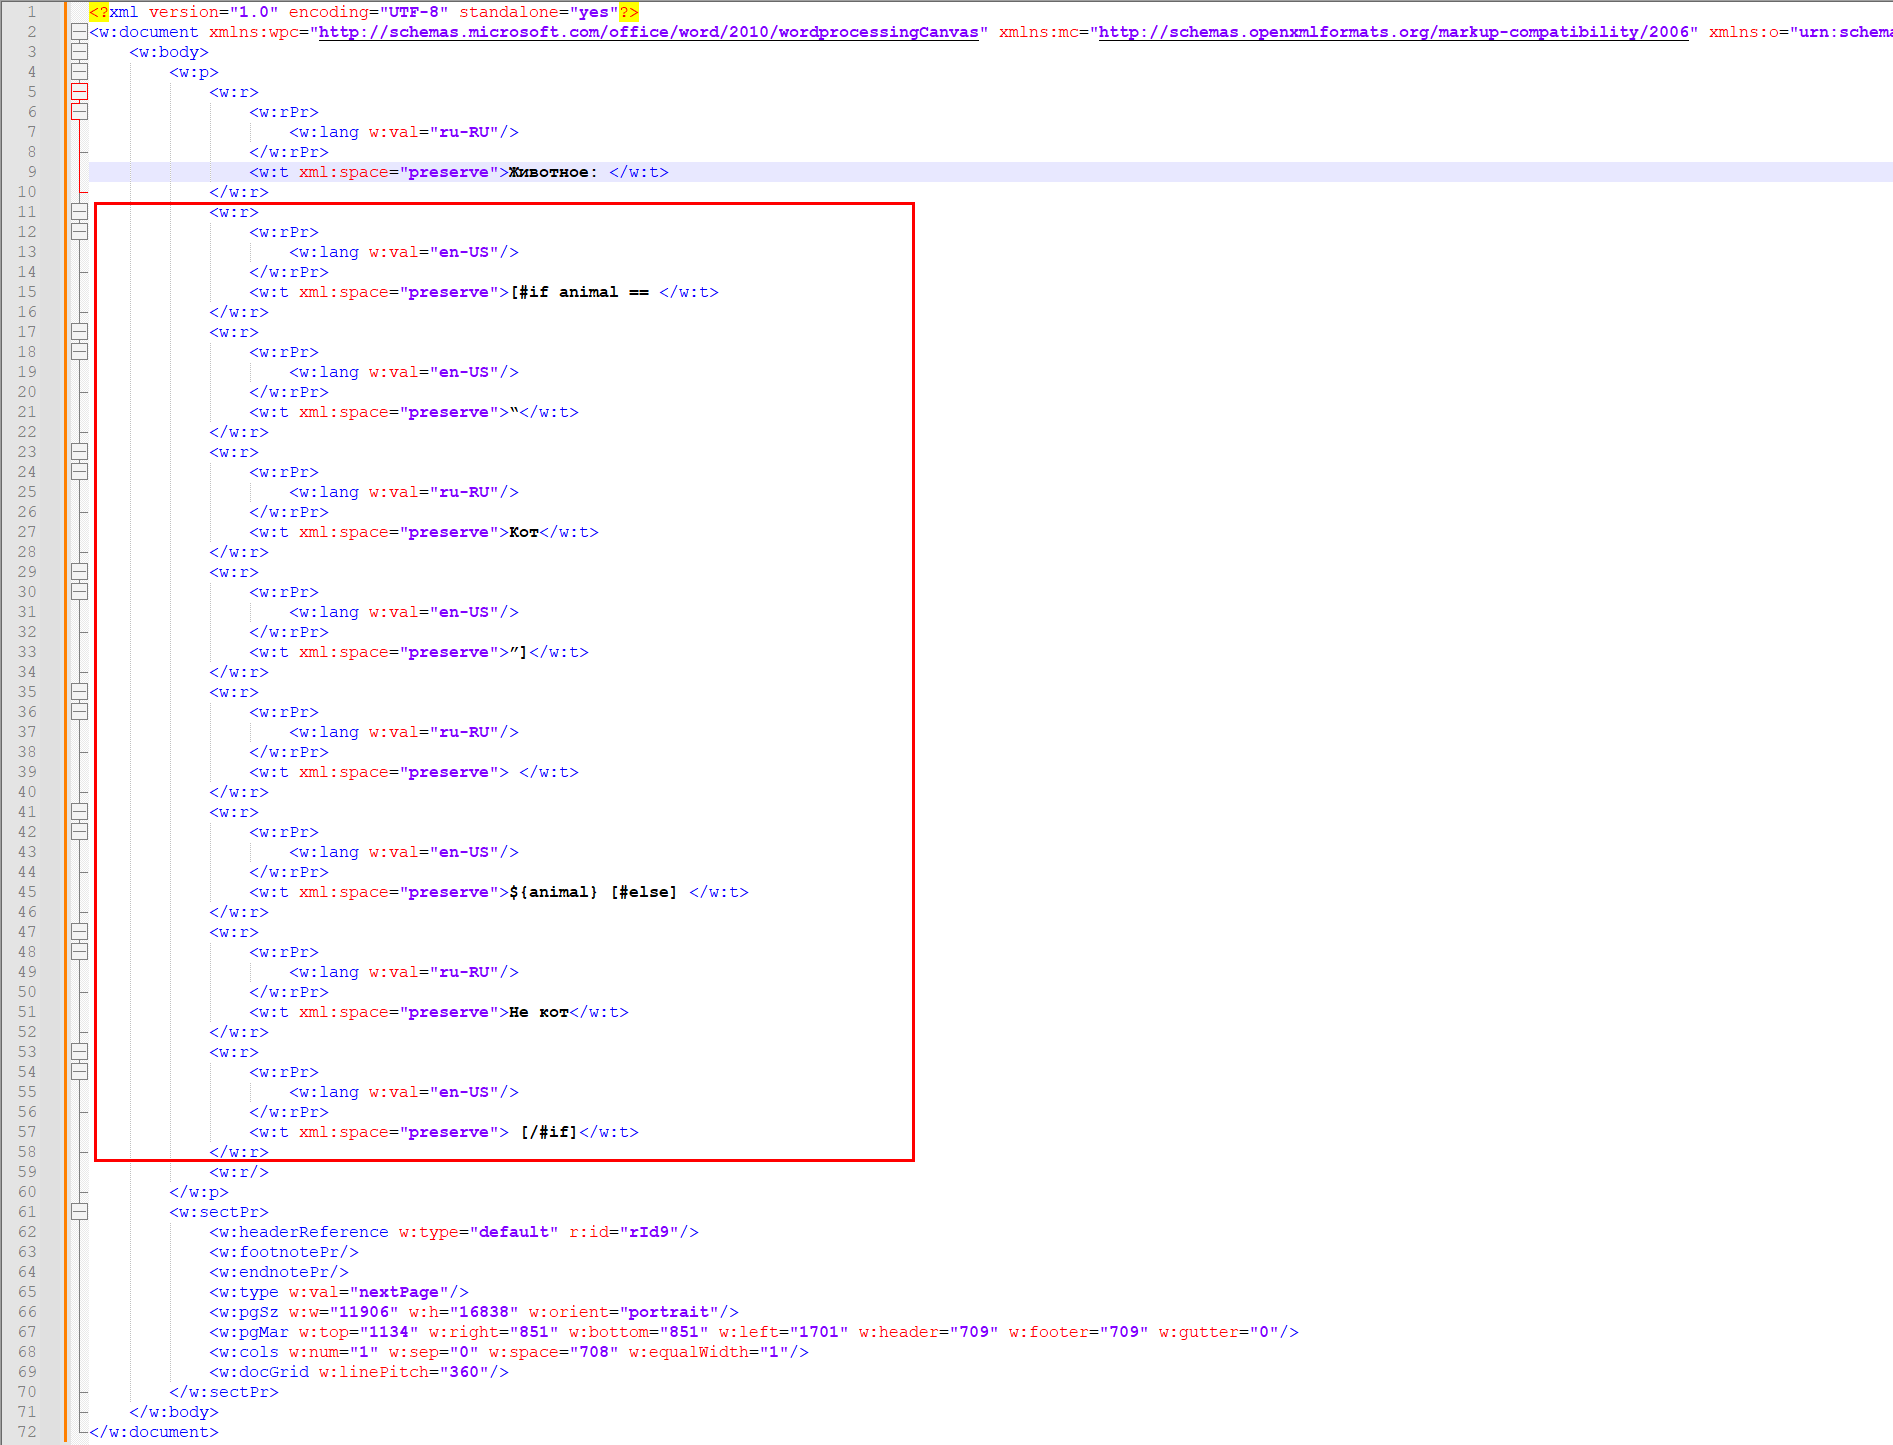 1 <?xml version="1.0" encoding="UTF-8" standalone="yes"?>
2 <w:document xmlns:wpc="http://schemas.microsoft.com/office/word/2010/wordprocessingCanvas" xmlns:mc="http://schemas.openxmlformats.org/markup-compatibility/2006" xmlns:o="urn:schema
3 <w:body>
4 <w:p>
5 <w:r>
6 <w:rPr>
7 <w:lang w:val="ru-RU"/>
8 </w:rPr>
9 <w:t xml:space="preserve">Животное: </w:t>
10 </w:r>
11 <w:r>
12 <w:rPr>
13 <w:lang w:val="en-US"/>
14 </w:rPr>
15 <w:t xml:space="preserve">[#if animal == </w:t>
16 </w:r>
17 <w:r>
18 <w:rPr>
19 <w:lang w:val="en-US"/>
20 </w:rPr>
21 <w:t xml:space="preserve">“</w:t>
22 </w:r>
23 <w:r>
24 <w:rPr>
25 <w:lang w:val="ru-RU"/>
26 </w:rPr>
27 <w:t xml:space="preserve">Кот</w:t>
28 </w:r>
29 <w:r>
30 <w:rPr>
31 <w:lang w:val="en-US"/>
32 </w:rPr>
33 <w:t xml:space="preserve">”]</w:t>
34 </w:r>
35 <w:r>
36 <w:rPr>
37 <w:lang w:val="ru-RU"/>
38 </w:rPr>
39 <w:t xml:space="preserve"> </w:t>
40 </w:r>
41 <w:r>
42 <w:rPr>
43 <w:lang w:val="en-US"/>
44 </w:rPr>
45 <w:t xml:space="preserve">${animal} [#else] </w:t>
46 </w:r>
47 <w:r>
48 <w:rPr>
49 <w:lang w:val="ru-RU"/>
50 </w:rPr>
51 <w:t xml:space="preserve">Не кот</w:t>
52 </w:r>
53 <w:r>
54 <w:rPr>
55 <w:lang w:val="en-US"/>
56 </w:rPr>
57 <w:t xml:space="preserve"> [/#if]</w:t>
58 </w:r>
59 <w:r/>
60 </w:p>
61 <w:sectPr>
62 <w:headerReference w:type="default" r:id="rId9"/>
63 <w:footnotePr/>
64 <w:endnotePr/>
65 <w:type w:val="nextPage"/>
66 <w:pgSz w:w="11906" w:h="16838" w:orient="portrait"/>
67 <w:pgMar w:top="1134" w:right="851" w:bottom="851" w:left="1701" w:header="709" w:footer="709" w:gutter="0"/>
68 <w:cols w:num="1" w:sep="0" w:space="708" w:equalWidth="1"/>
69 <w:docGrid w:linePitch="360"/>
70 </w:sectPr>
71 </w:body>
72 </w:document>